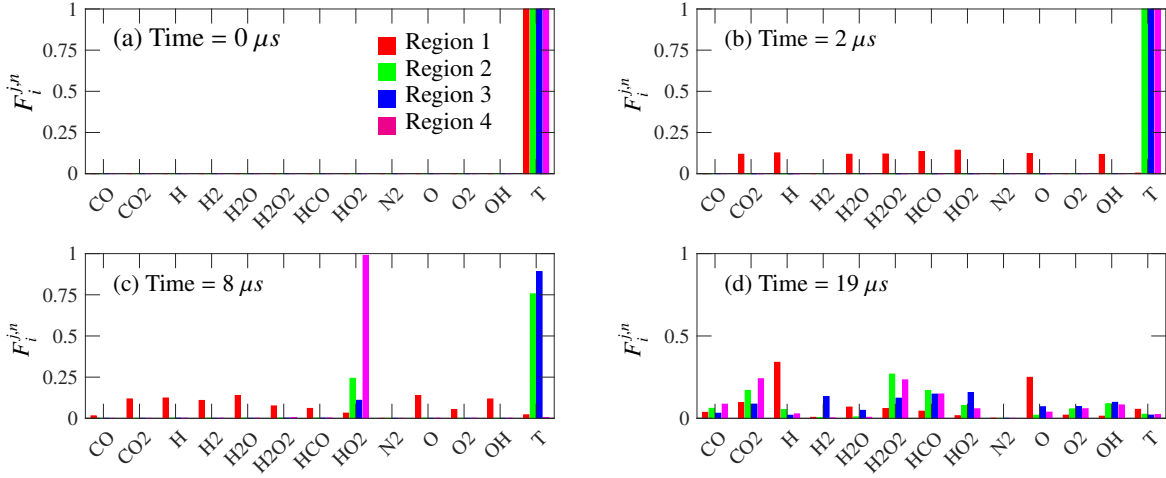 (a) Time = 0 μs
Region 1
Region 2
Region 3
Region 4
1
0.75
0.5
0.25
0
F_i^{j,n}
CO CO2 H H2 H2O H2O2 HCO HO2 N2 O O2 OH T
(b) Time = 2 μs
1
0.75
0.5
0.25
0
F_i^{j,n}
CO CO2 H H2 H2O H2O2 HCO HO2 N2 O O2 OH T
(c) Time = 8 μs
1
0.75
0.5
0.25
0
F_i^{j,n}
CO CO2 H H2 H2O H2O2 HCO HO2 N2 O O2 OH T
(d) Time = 19 μs
1
0.75
0.5
0.25
0
F_i^{j,n}
CO CO2 H H2 H2O H2O2 HCO HO2 N2 O O2 OH T